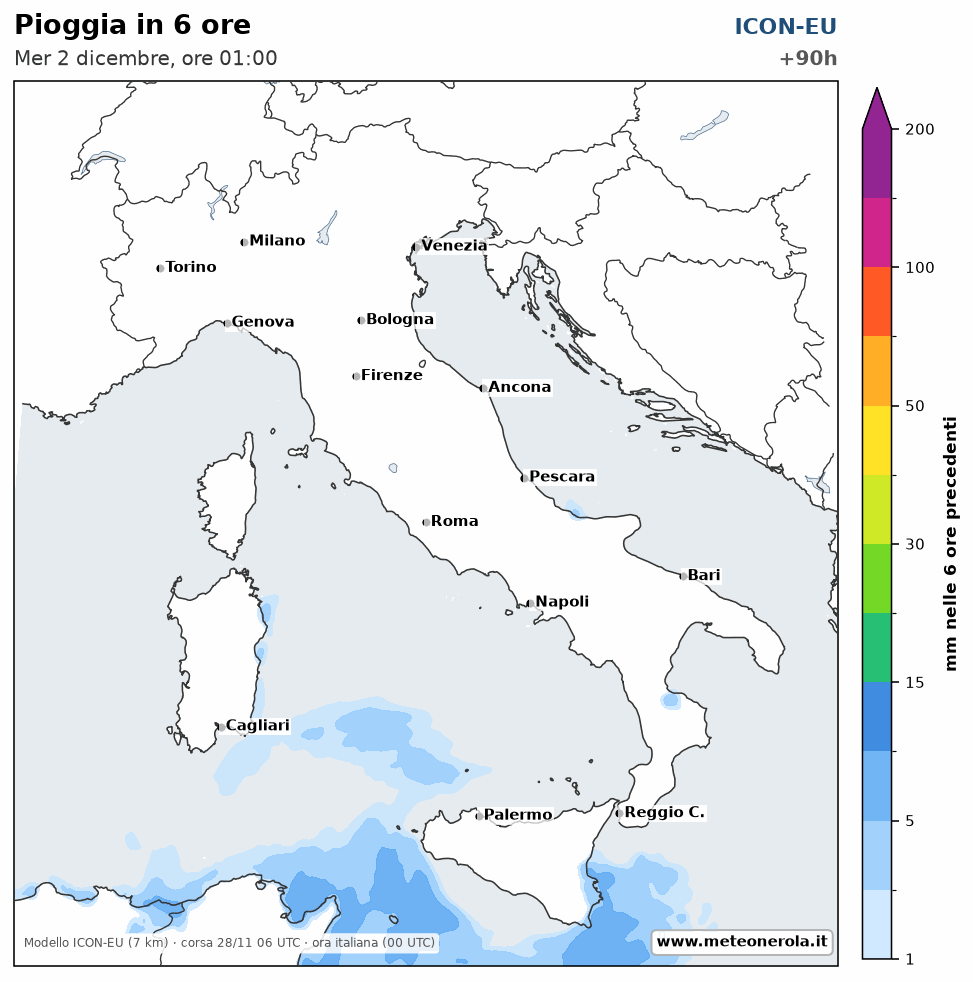 Pioggia in 6 ore
ICON-EU
Mer 2 dicembre, ore 01:00
+90h
200
Milano
Venezia
Torino
100
Genova
Bologna
Firenze
Ancona
50
Pescara
Roma
30
Bari
Napoli
15
Cagliari
Palermo
Reggio C.
5
1
mm nelle 6 ore precedenti
Modello ICON-EU (7 km) · corsa 28/11 06 UTC · ora italiana (00 UTC)
www.meteonerola.it